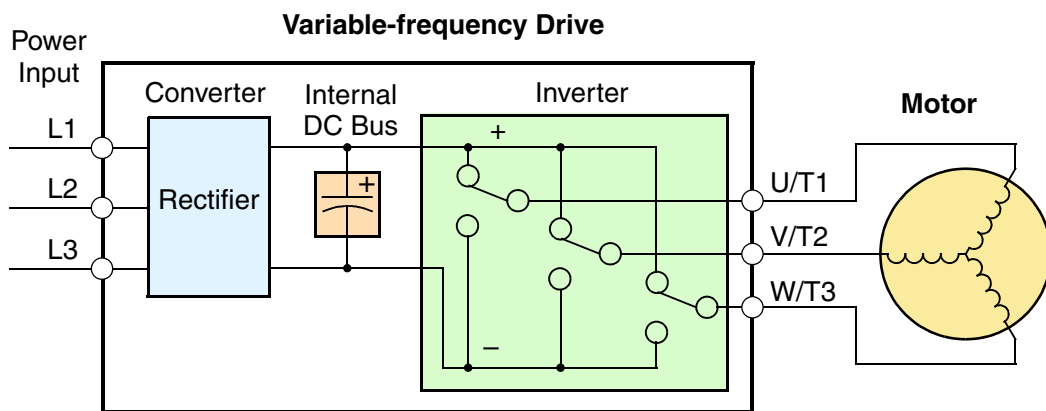 Variable-frequency Drive
Power
Input
Converter
Internal
DC Bus
Inverter
Motor
L1
L2
L3
Rectifier
+
+
–
U/T1
V/T2
W/T3